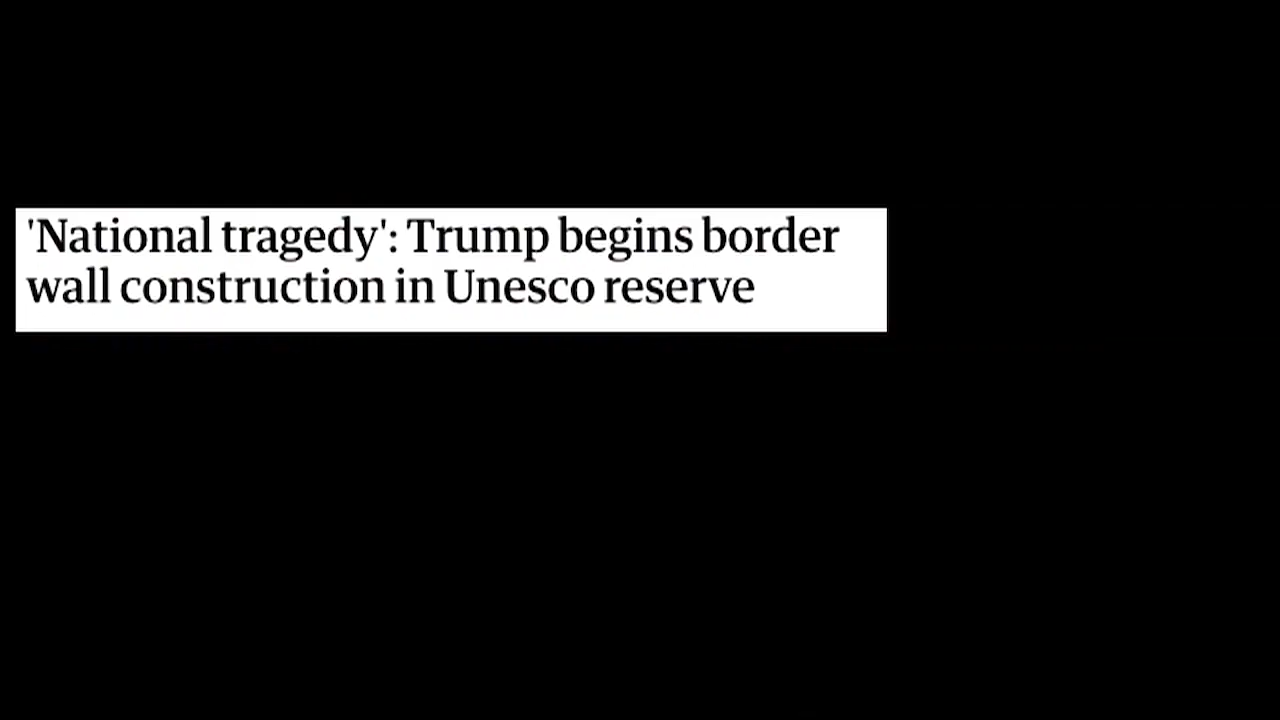 'National tragedy': Trump begins border
wall construction in Unesco reserve